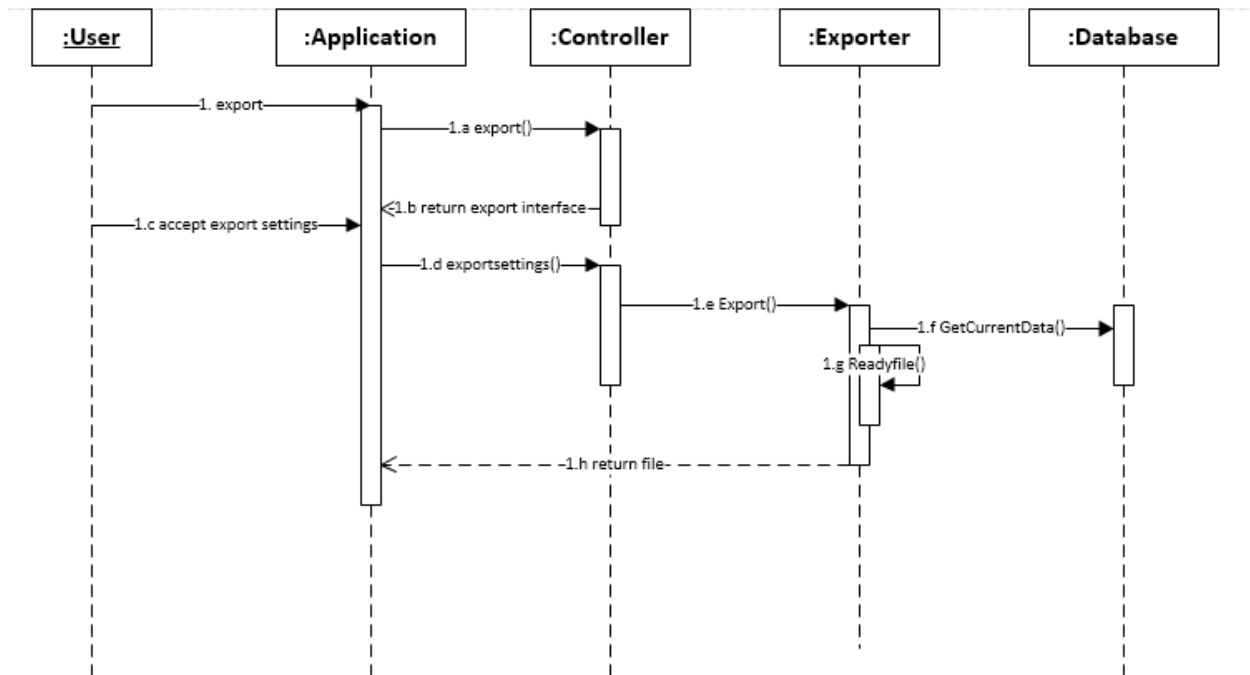 :User
:Application
:Controller
:Exporter
:Database
1. export
1.a export()
1.b return export interface
1.c accept export settings
1.d exportsettings()
1.e Export()
1.f GetCurrentData()
1.g Readyfile()
1.h return file